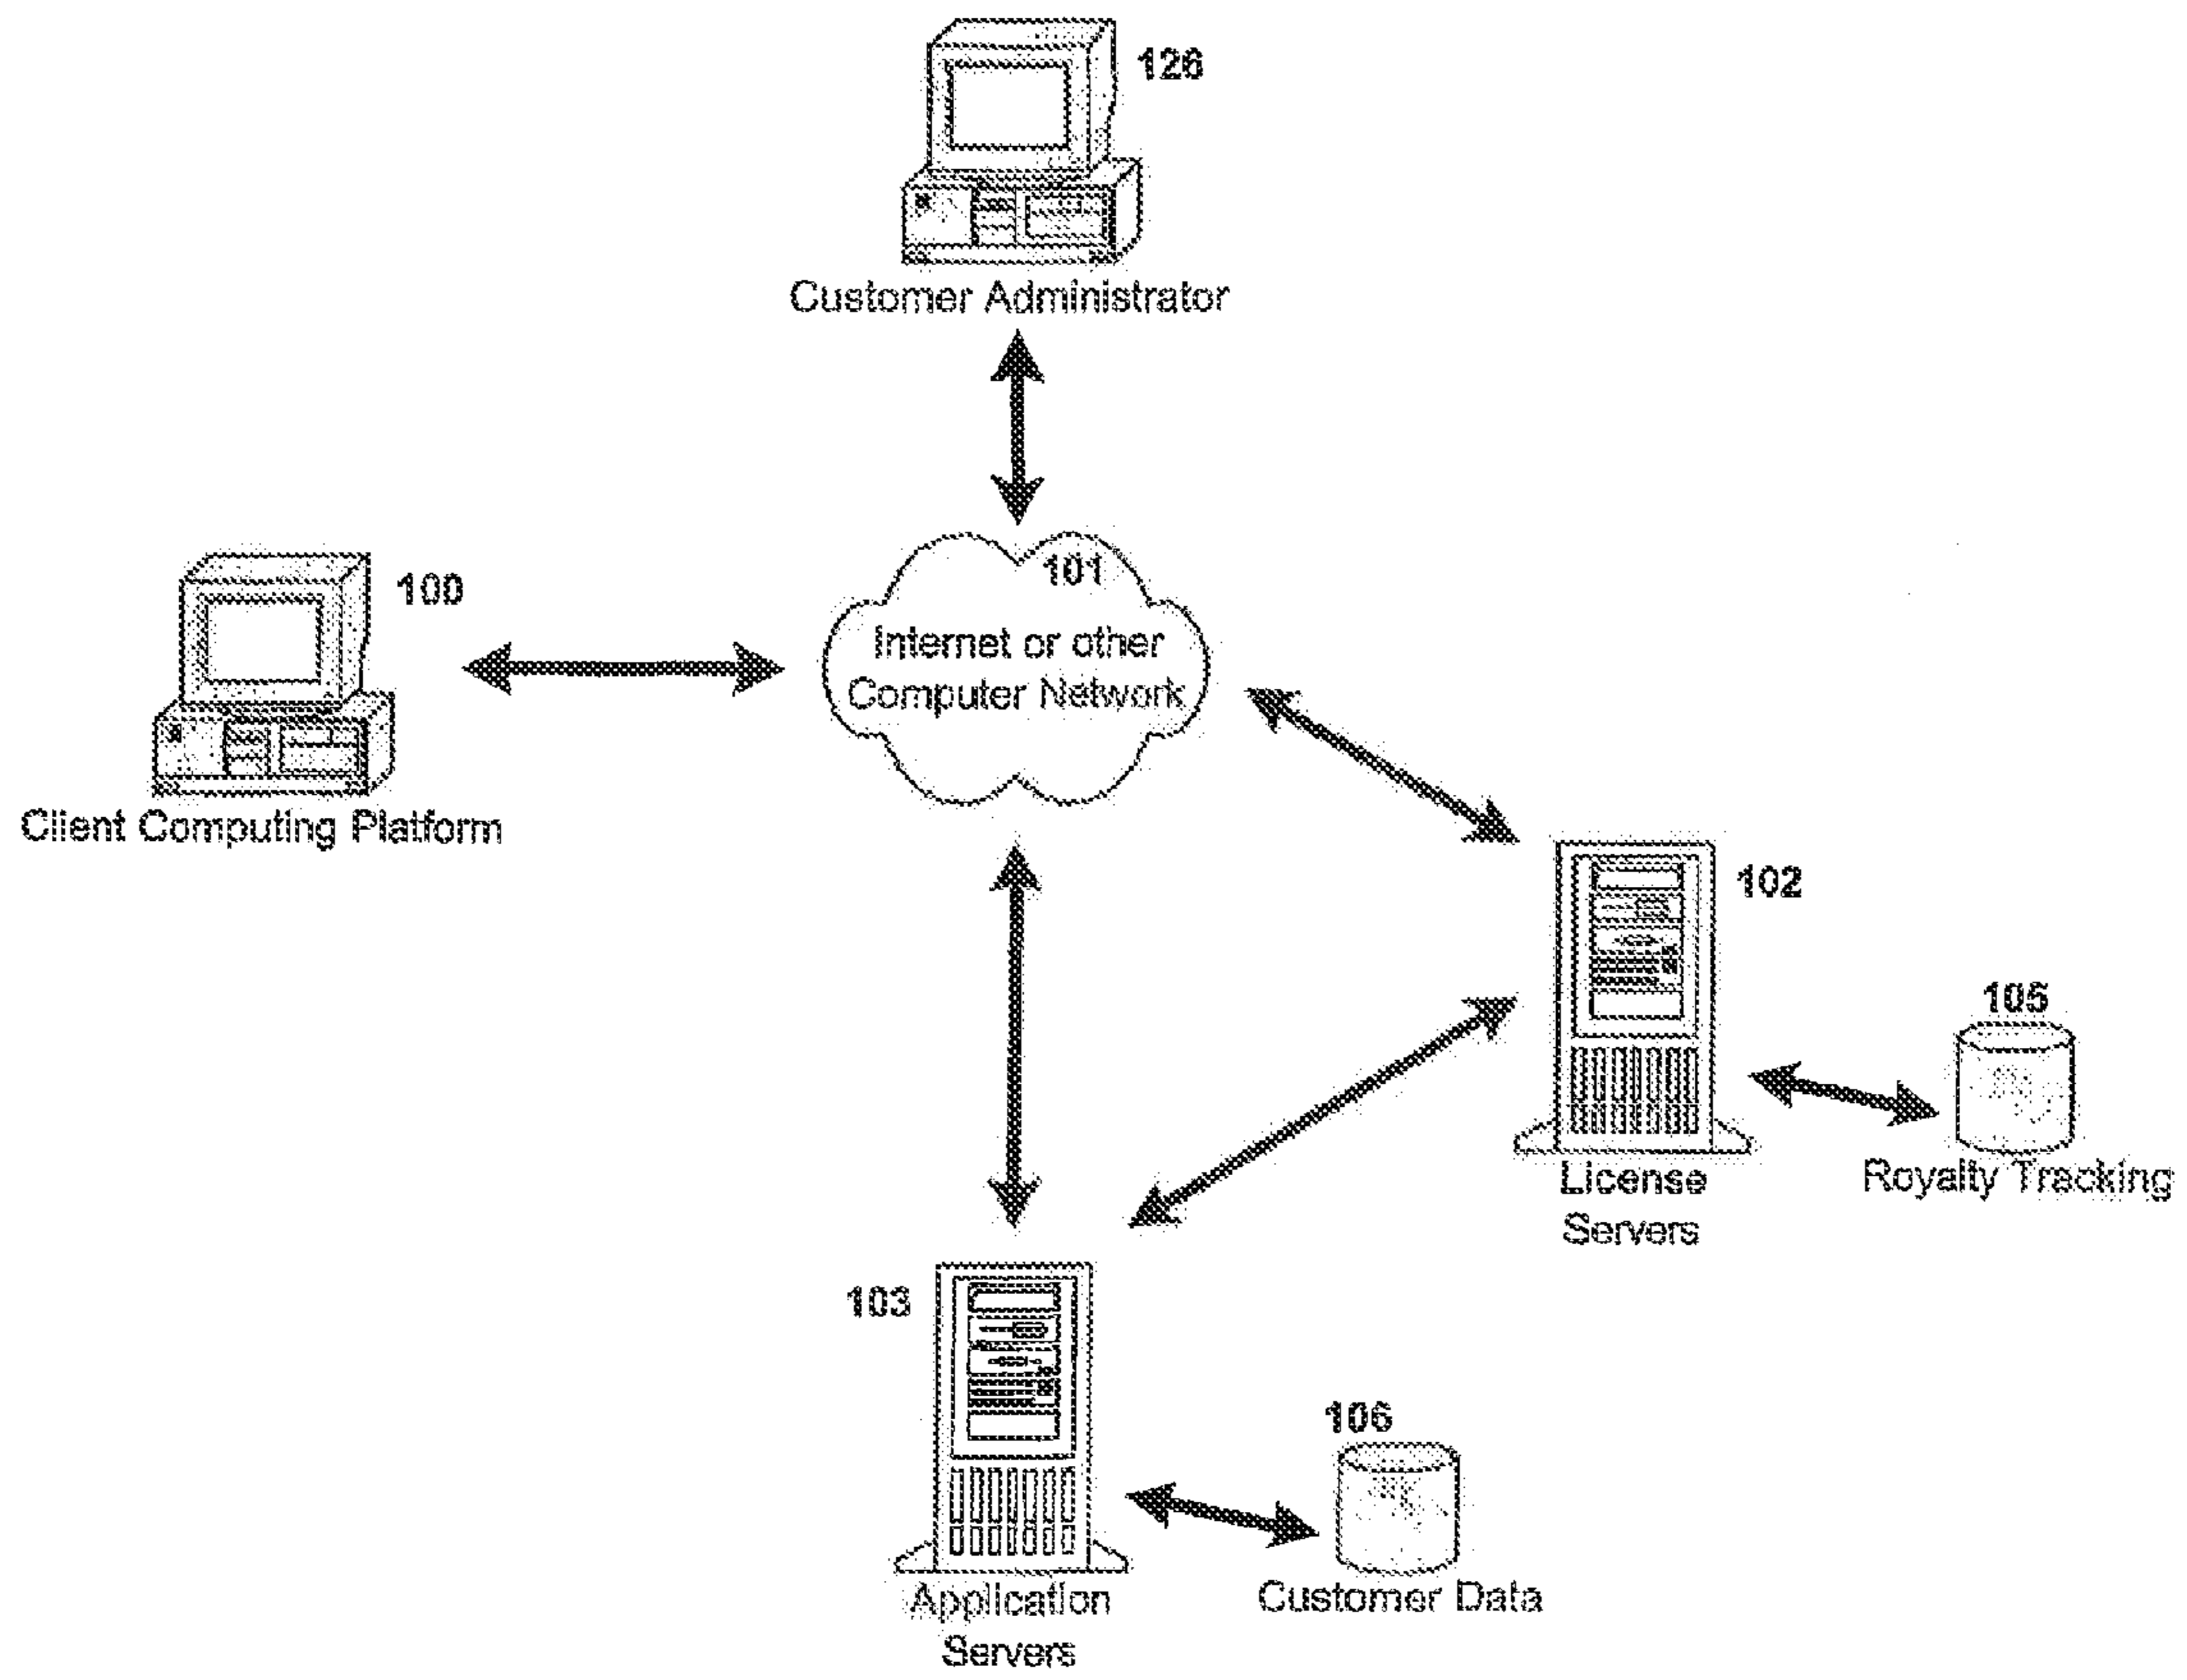 126
Customer Administrator
101
Internet or other
Computer Network
100
Client Computing Platform
102
License
Servers
105
Royalty Tracking
103
Application
Servers
106
Customer Data